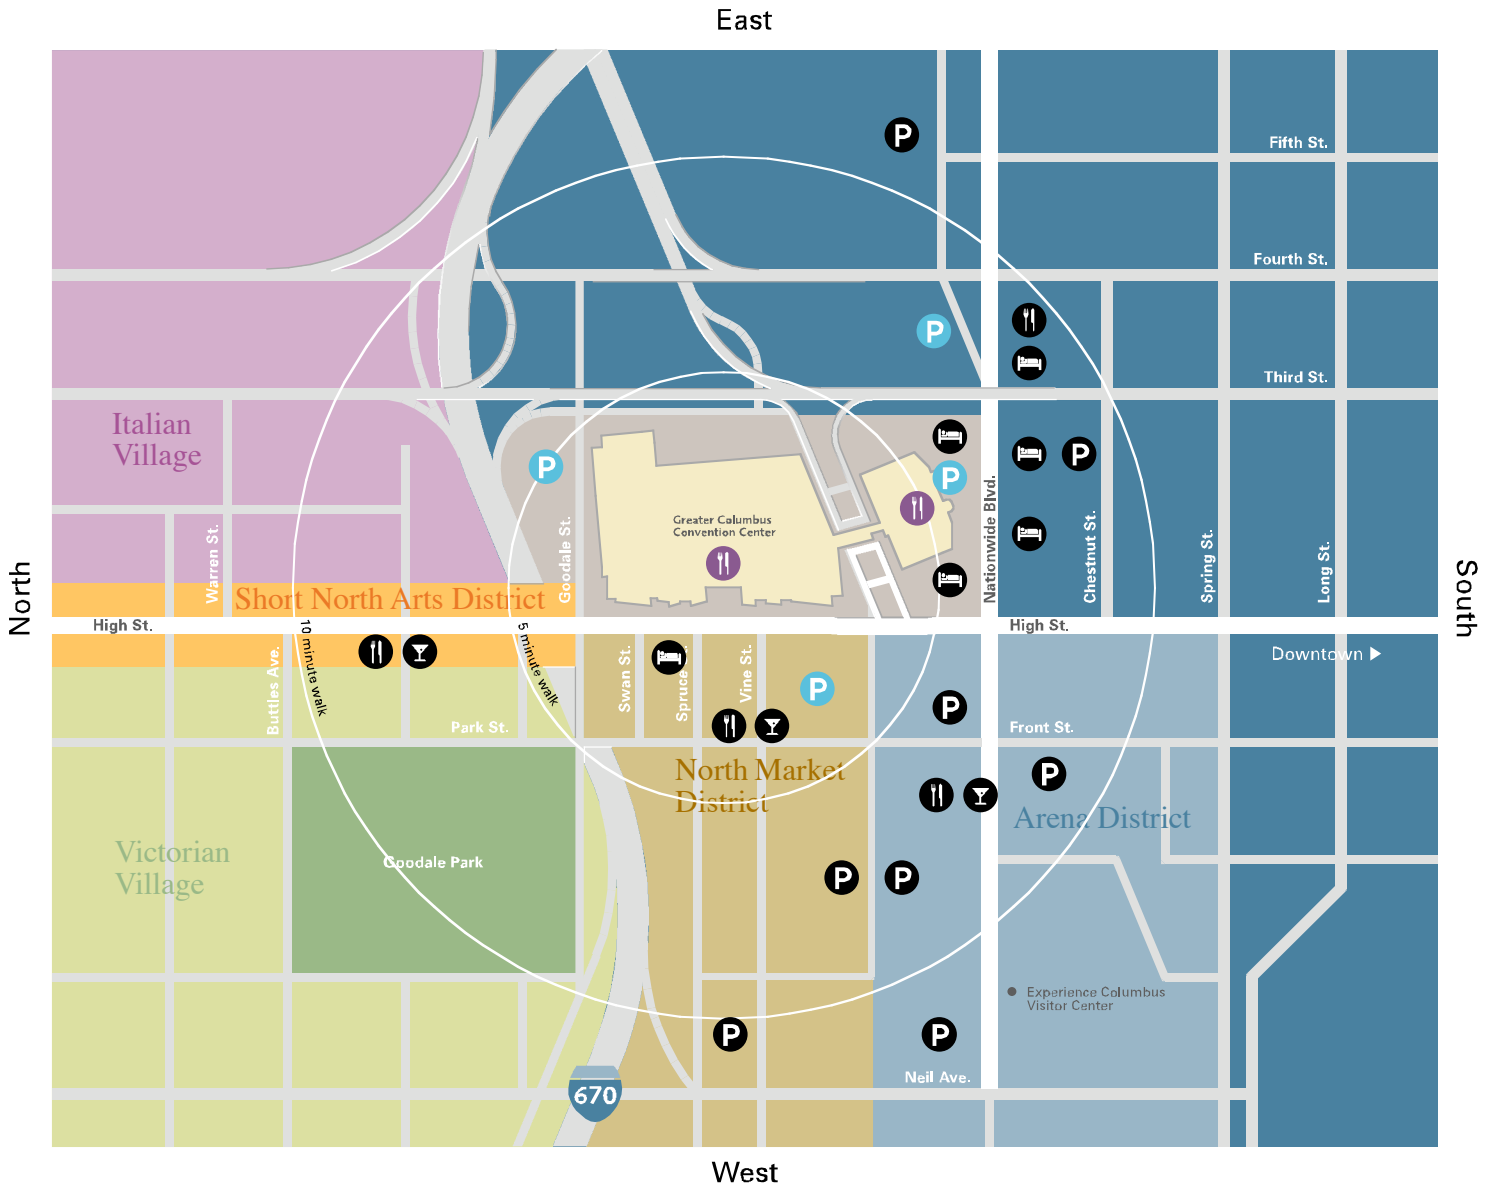 East
P
Fifth St.
Fourth St.
P
Third St.
Italian
Village
P
P
P
Greater Columbus
Convention Center
Warren St.
Goodale St.
Nationwide Blvd.
Chestnut St.
Spring St.
Long St.
North
South
Short North Arts District
High St.
High St.
10 minute walk
5 minute walk
Buttles Ave.
Swan St.
Spruce
Vine St.
Downtown
P
P
Park St.
Front St.
North Market
District
P
Arena District
Victorian
Village
Goodale Park
P
P
Experience Columbus
Visitor Center
P
P
Neil Ave.
670
West